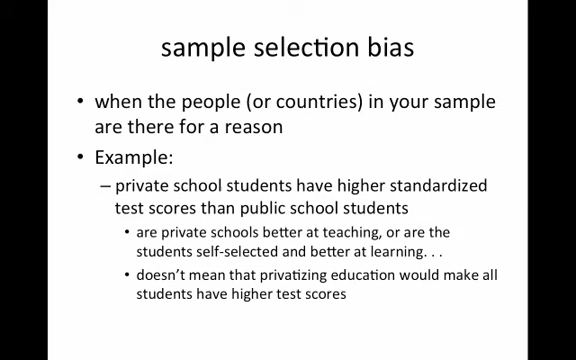 sample selection bias
• when the people (or countries) in your sample
are there for a reason
• Example:
– private school students have higher standardized
test scores than public school students
• are private schools better at teaching, or are the
students self-selected and better at learning. . .
• doesn't mean that privatizing education would make all
students have higher test scores